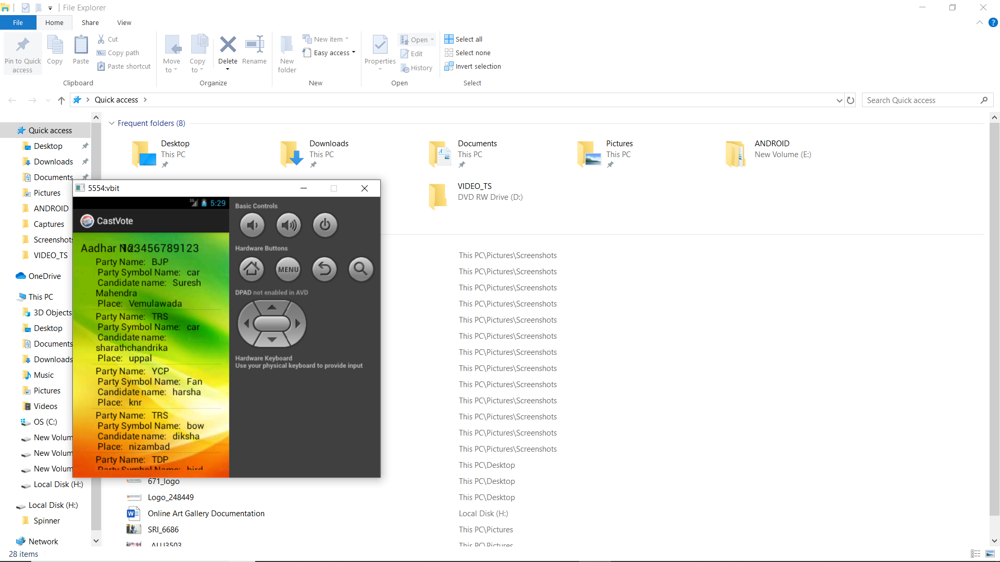 File Explorer
File Home Share View
Pin to Quick access
Copy
Paste
Cut
Copy path
Paste shortcut
Clipboard
Move to
Copy to
Delete
Rename
Organize
New folder
New item
Easy access
New
Properties
Open
Edit
History
Open
Select all
Select none
Invert selection
Select
Quick access
Search Quick access
Quick access
Desktop
Downloads
Documents
Pictures
ANDROID
Captures
Screenshots
VIDEO_TS
OneDrive
This PC
3D Objects
Desktop
Documents
Downloads
Music
Pictures
Videos
OS (C:)
New Volum
New Volum
New Volum
Local Disk (H:)
Local Disk (H:)
Spinner
Network
28 items
Frequent folders (8)
Desktop
This PC
Downloads
This PC
Documents
This PC
Pictures
This PC
ANDROID
New Volume (E:)
VIDEO_TS
DVD RW Drive (D:)
5554:vbit
3G 5:29
CastVote
Aadhar No: 123456789123
Party Name: BJP
Party Symbol Name: car
Candidate name: Suresh
Mahendra
Place: Vemulawada
Party Name: TRS
Party Symbol Name: car
Candidate name:
sharathchandrika
Place: uppal
Party Name: YCP
Party Symbol Name: Fan
Candidate name: harsha
Place: knr
Party Name: TRS
Party Symbol Name: bow
Candidate name: diksha
Place: nizambad
Party Name: TDP
Party Symbol Name: bird
Basic Controls
Hardware Buttons
MENU
DPAD not enabled in AVD
Hardware Keyboard
Use your physical keyboard to provide input
This PC\Pictures\Screenshots
This PC\Pictures\Screenshots
This PC\Pictures\Screenshots
This PC\Pictures\Screenshots
This PC\Pictures\Screenshots
This PC\Pictures\Screenshots
This PC\Pictures\Screenshots
This PC\Pictures\Screenshots
This PC\Pictures\Screenshots
This PC\Pictures\Screenshots
This PC\Pictures\Screenshots
This PC\Pictures\Screenshots
This PC\Pictures\Screenshots
This PC\Desktop
671_logo This PC\Desktop
Logo_248449 This PC\Desktop
Online Art Gallery Documentation Local Disk (H:)
SRI_6686 This PC\Pictures
This PC\Pictures